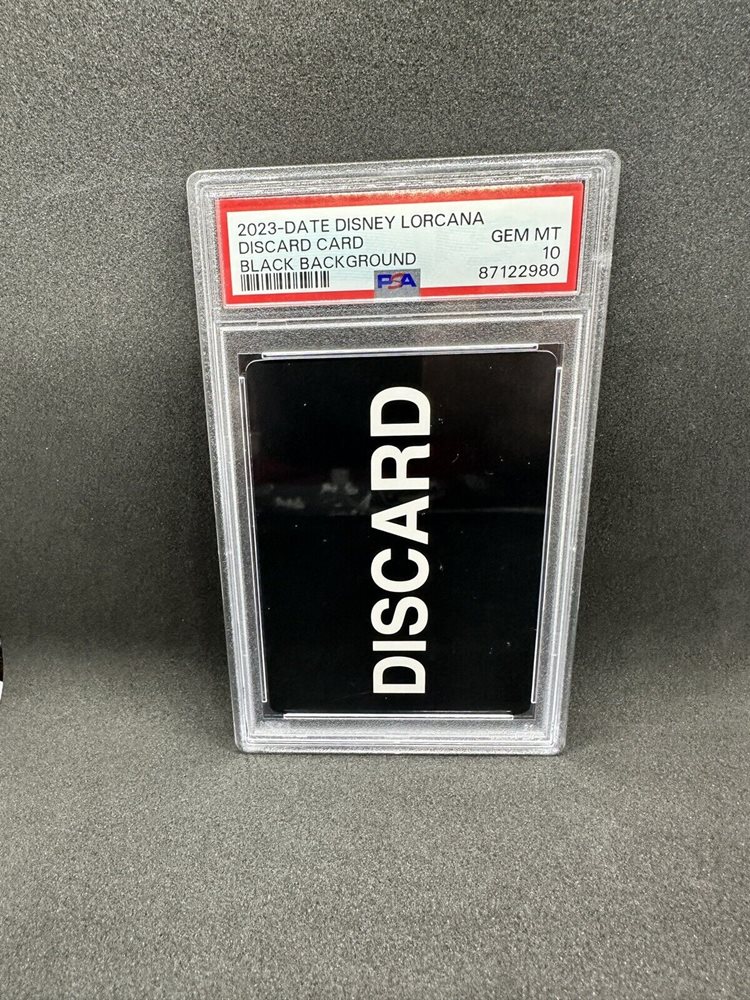 2023-DATE DISNEY LORCANA
DISCARD CARD
BLACK BACKGROUND
GEM MT
10
87122980
PSA
DISCARD